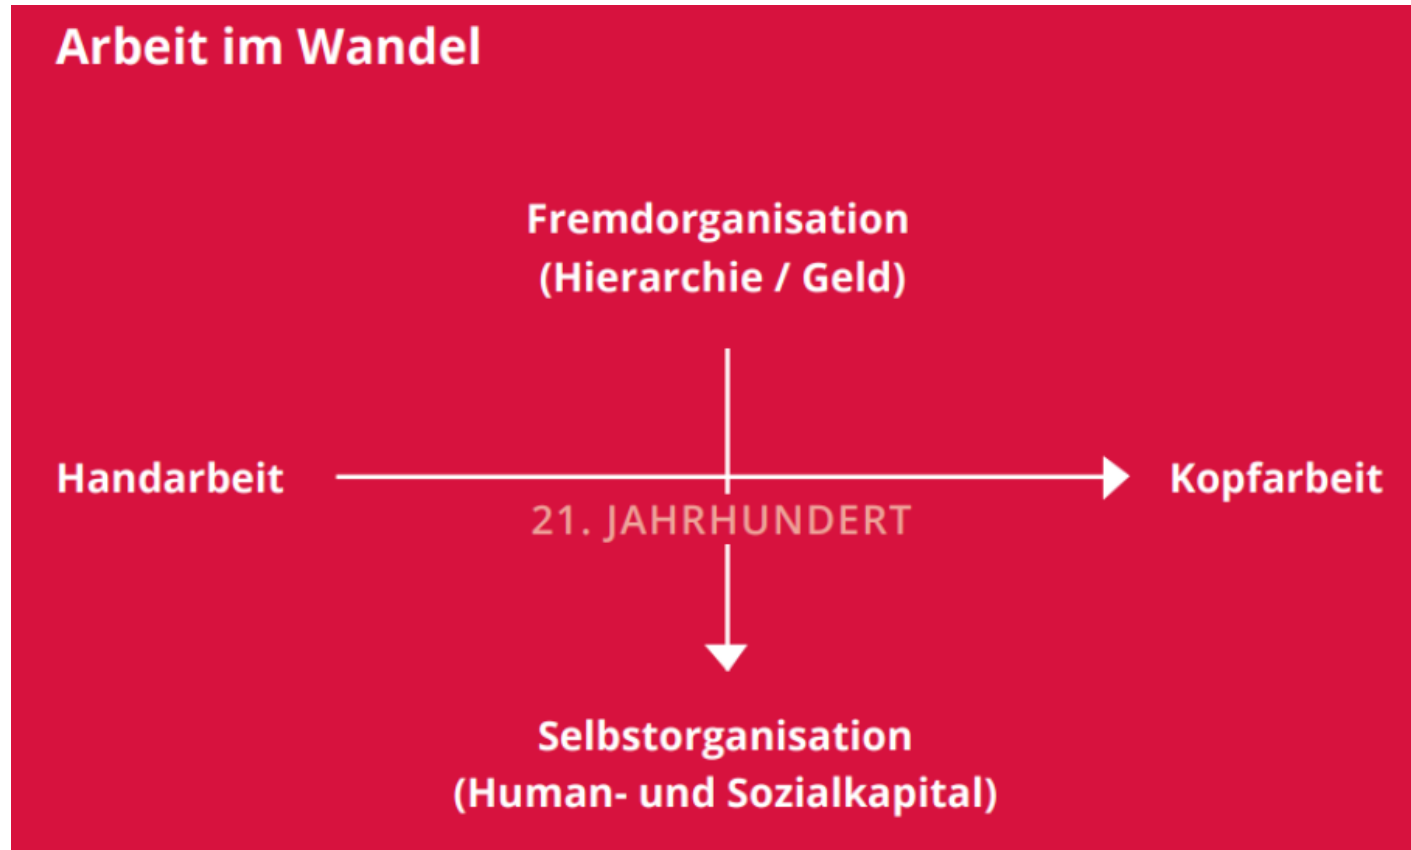 Arbeit im Wandel
Fremdorganisation
(Hierarchie / Geld)
Handarbeit
Kopfarbeit
21. JAHRHUNDERT
Selbstorganisation
(Human- und Sozialkapital)